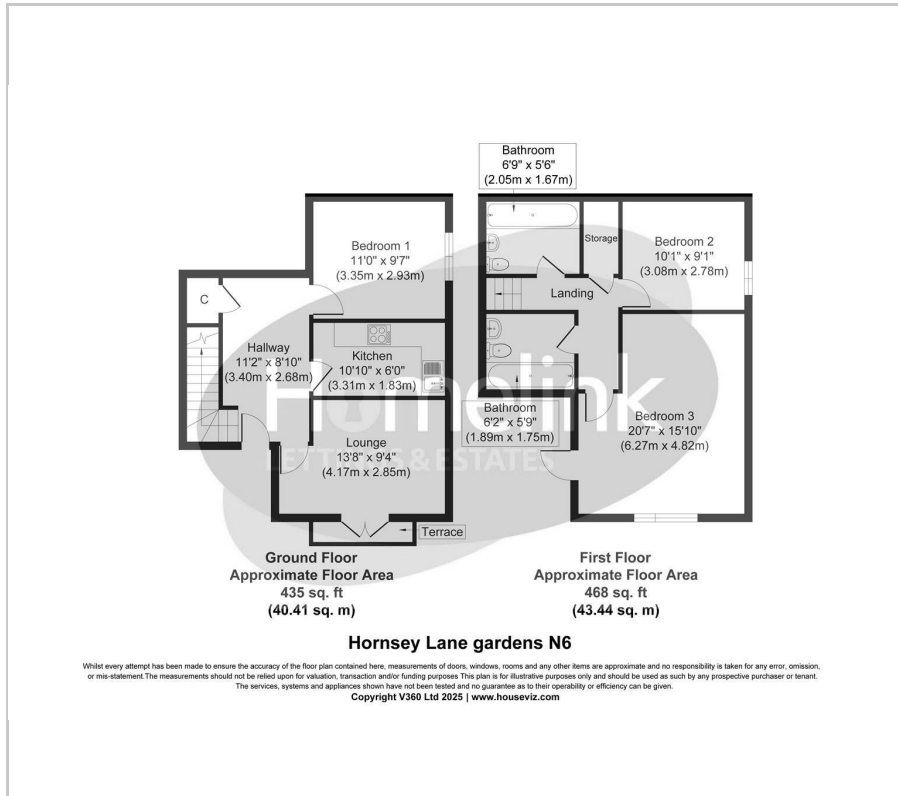 Bathroom
6'9" x 5'6"
(2.05m x 1.67m)
Bedroom 1
11'0" x 9'7"
(3.35m x 2.93m)
Storage
Bedroom 2
10'1" x 9'1"
(3.08m x 2.78m)
C
Landing
Hallway
11'2" x 8'10"
(3.40m x 2.68m)
Kitchen
10'10" x 6'0"
(3.31m x 1.83m)
Homelink
LETTINGS & ESTATES
Bathroom
6'2" x 5'9"
(1.89m x 1.75m)
Bedroom 3
20'7" x 15'10"
(6.27m x 4.82m)
Lounge
13'8" x 9'4"
(4.17m x 2.85m)
Terrace
Ground Floor
Approximate Floor Area
435 sq. ft
(40.41 sq. m)
First Floor
Approximate Floor Area
468 sq. ft
(43.44 sq. m)
Hornsey Lane gardens N6
Whilst every attempt has been made to ensure the accuracy of the floor plan contained here, measurements of doors, windows, rooms and any other items are approximate and no responsibility is taken for any error, omission,
or mis-statement.The measurements should not be relied upon for valuation, transaction and/or funding purposes This plan is for illustrative purposes only and should be used as such by any prospective purchaser or tenant.
The services, systems and appliances shown have not been tested and no guarantee as to their operability or efficiency can be given.
Copyright V360 Ltd 2025 | www.houseviz.com